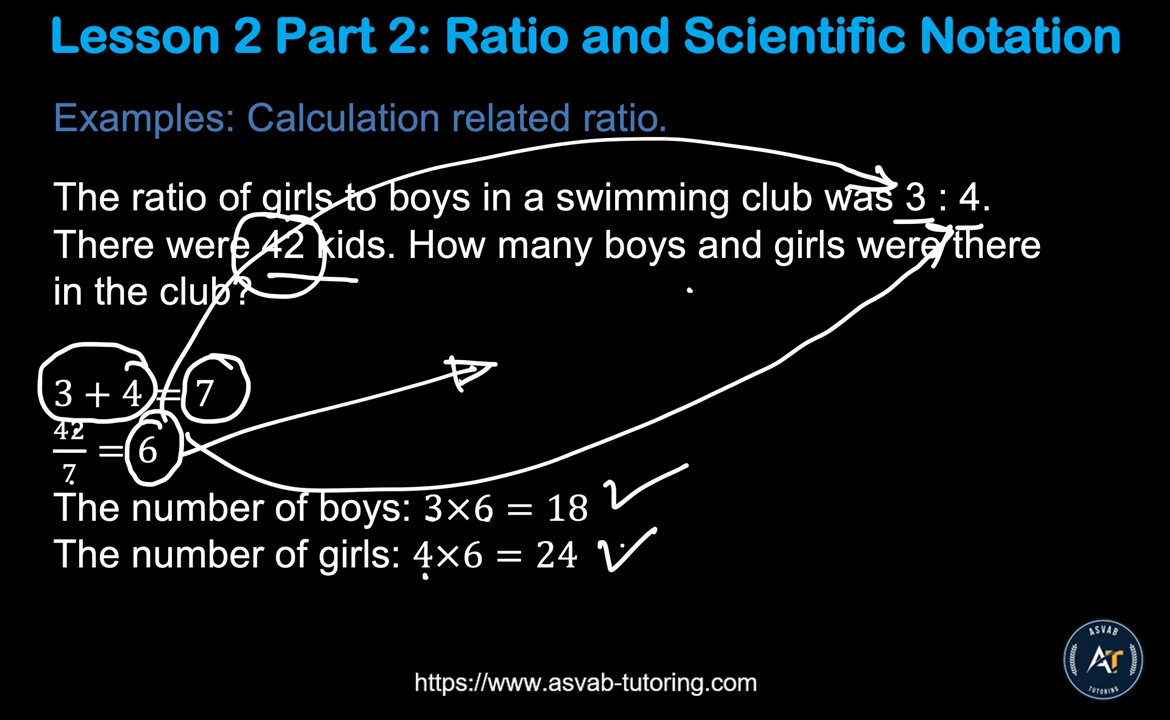 Lesson 2 Part 2: Ratio and Scientific Notation
Examples: Calculation related ratio.
The ratio of girls to boys in a swimming club was 3 : 4.
There were 42 kids. How many boys and girls were there
in the club?
3 + 4 = 7
42/7 = 6
The number of boys: 3×6 = 18
The number of girls: 4×6 = 24
ASVAB
AT
TUTORING
https://www.asvab-tutoring.com